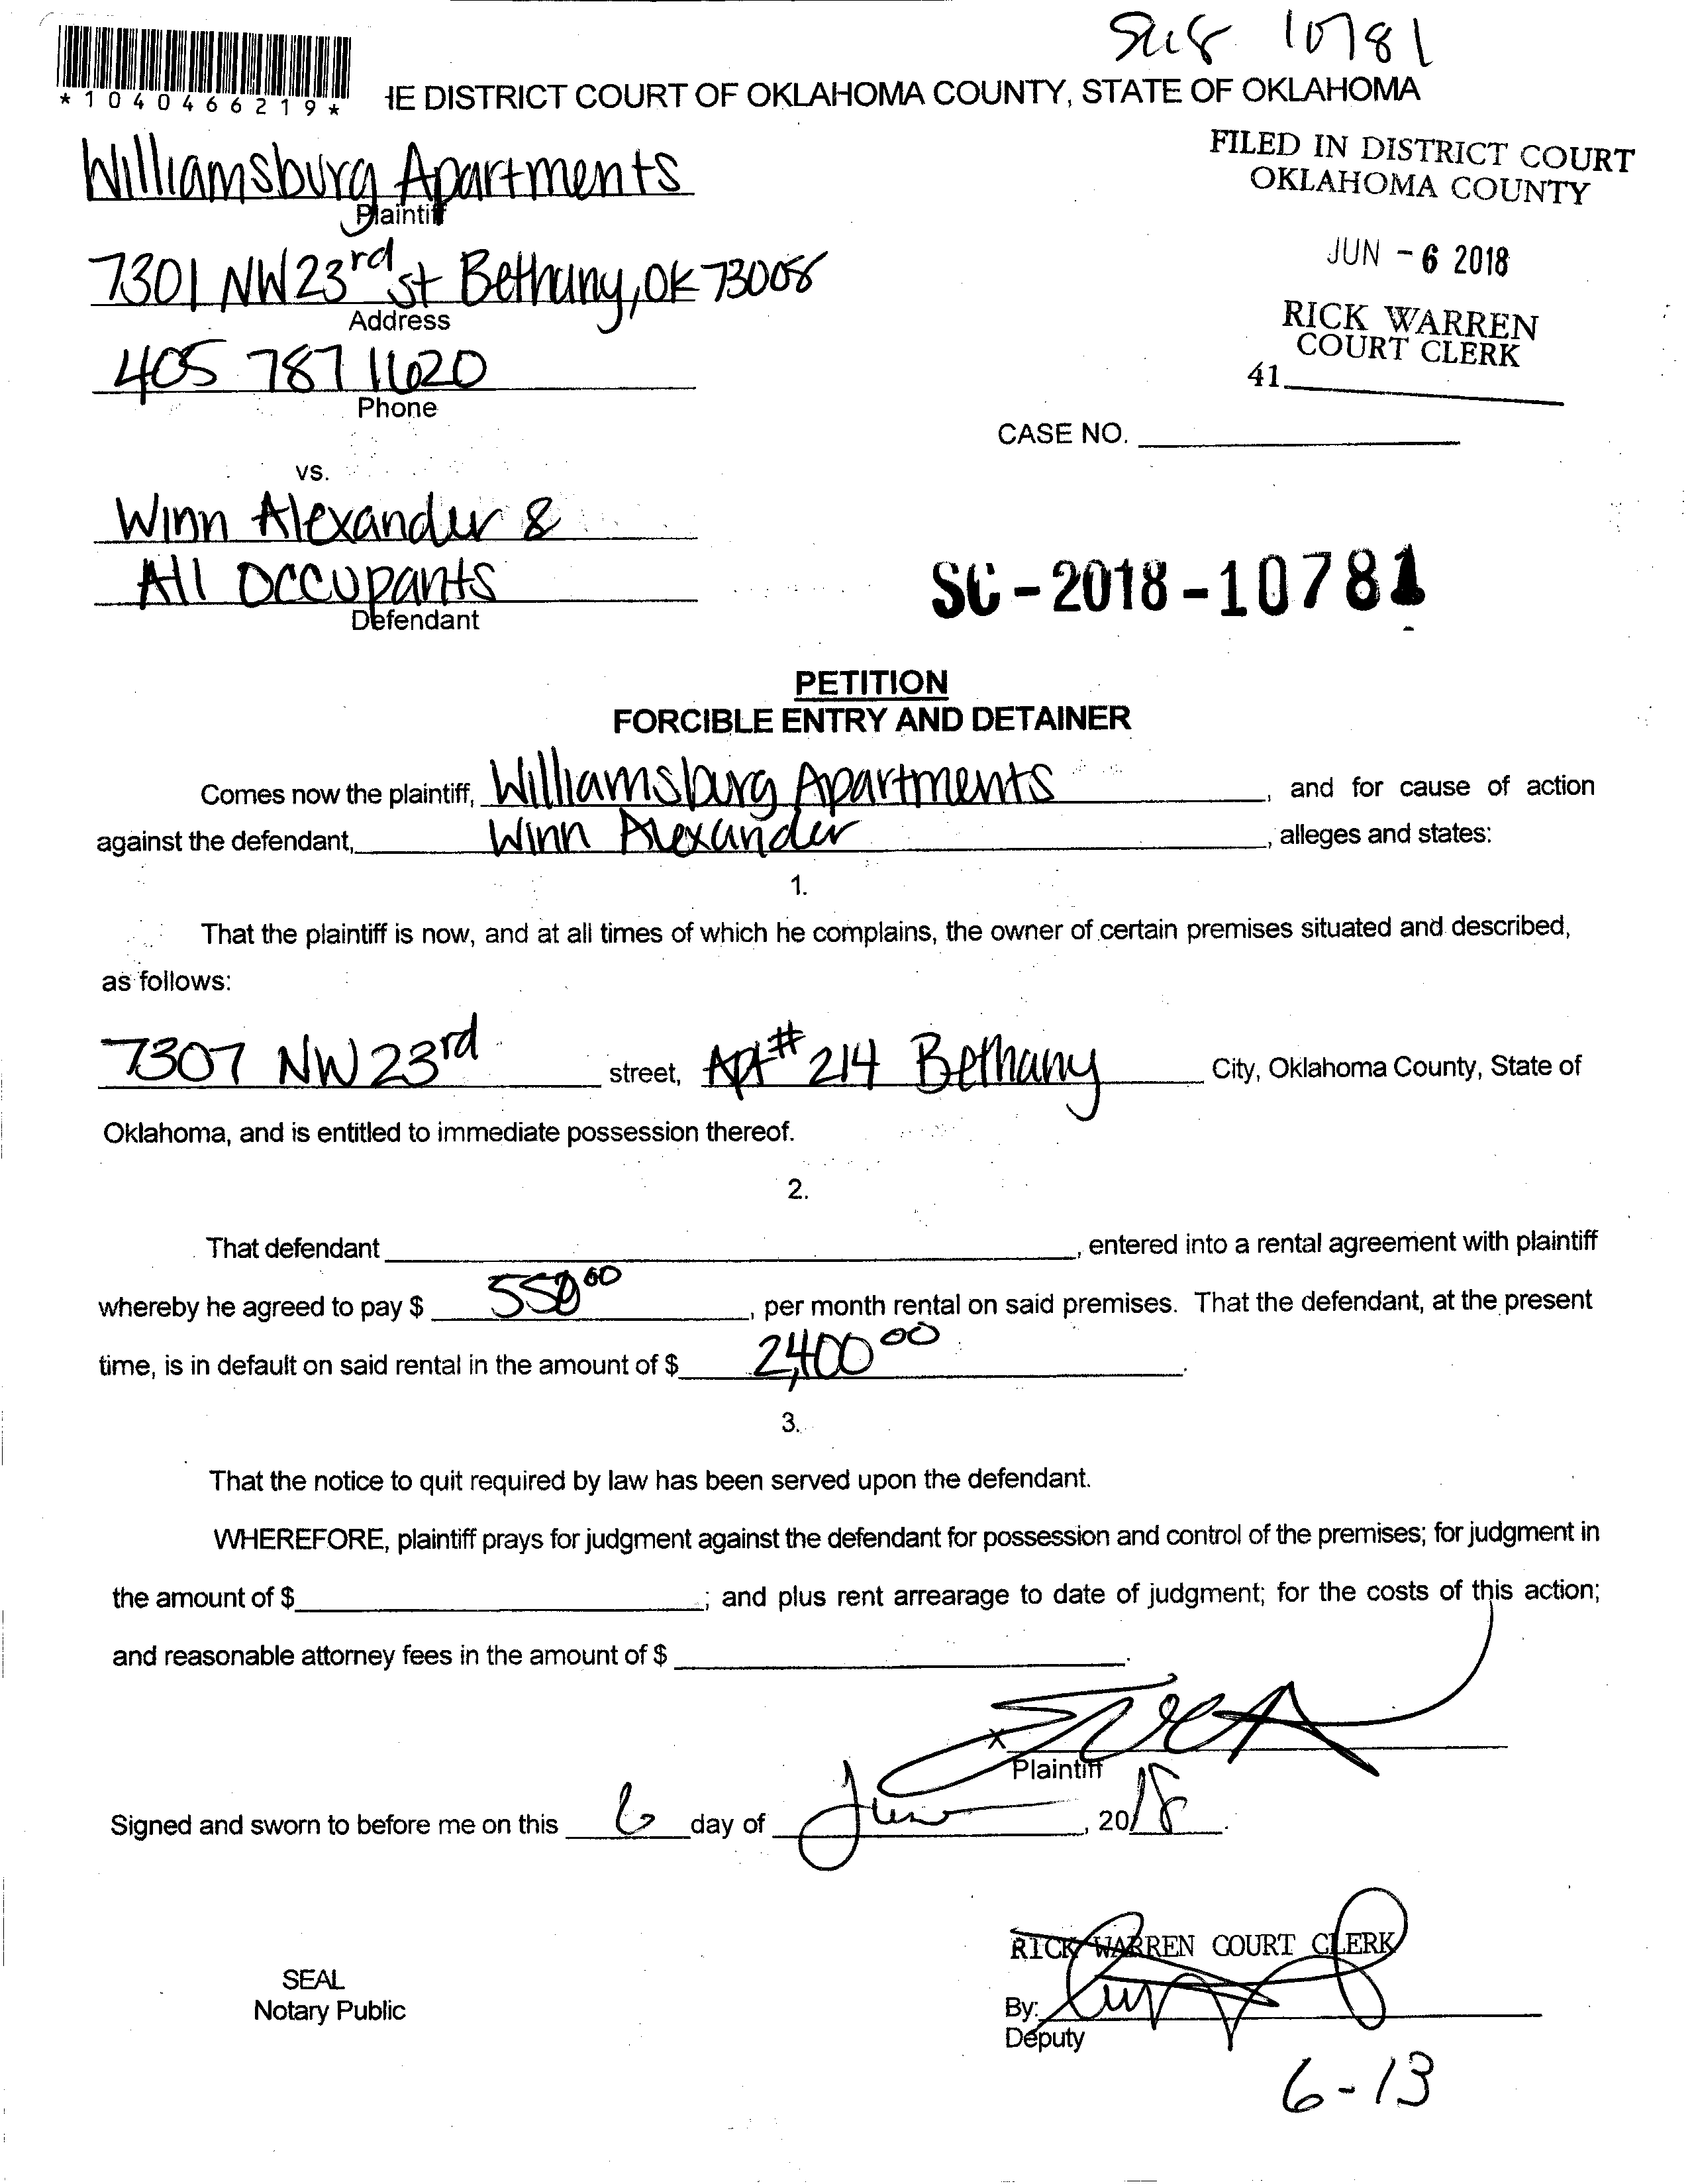 10781
*1040466219*
IE DISTRICT COURT OF OKLAHOMA COUNTY, STATE OF OKLAHOMA
FILED IN DISTRICT COURT
OKLAHOMA COUNTY
JUN - 6 2018
RICK WARREN
COURT CLERK
41
Williamsburg Apartments
Plaintiff
7301 NW 23rd st Bethany, OK 73008
Address
405 787 1620
Phone
CASE NO.
vs.
Winn Alexander &
All Occupants
Defendant
SC-2018-10781
PETITION
FORCIBLE ENTRY AND DETAINER
Comes now the plaintiff, Williamsburg Apartments, and for cause of action
against the defendant, Winn Alexander, alleges and states:
1.
That the plaintiff is now, and at all times of which he complains, the owner of certain premises situated and described,
as follows:
7307 NW 23rd street, Apt# 214 Bethany City, Oklahoma County, State of
Oklahoma, and is entitled to immediate possession thereof.
2.
That defendant , entered into a rental agreement with plaintiff
whereby he agreed to pay $ 550 00, per month rental on said premises. That the defendant, at the present
time, is in default on said rental in the amount of $ 2,400 00.
3.
That the notice to quit required by law has been served upon the defendant.
WHEREFORE, plaintiff prays for judgment against the defendant for possession and control of the premises; for judgment in
the amount of $ ; and plus rent arrearage to date of judgment; for the costs of this action;
and reasonable attorney fees in the amount of $ .
X
Plaintiff
Signed and sworn to before me on this 6 day of June, 2018.
RICK WARREN COURT CLERK
SEAL
Notary Public
By:
Deputy
6-13